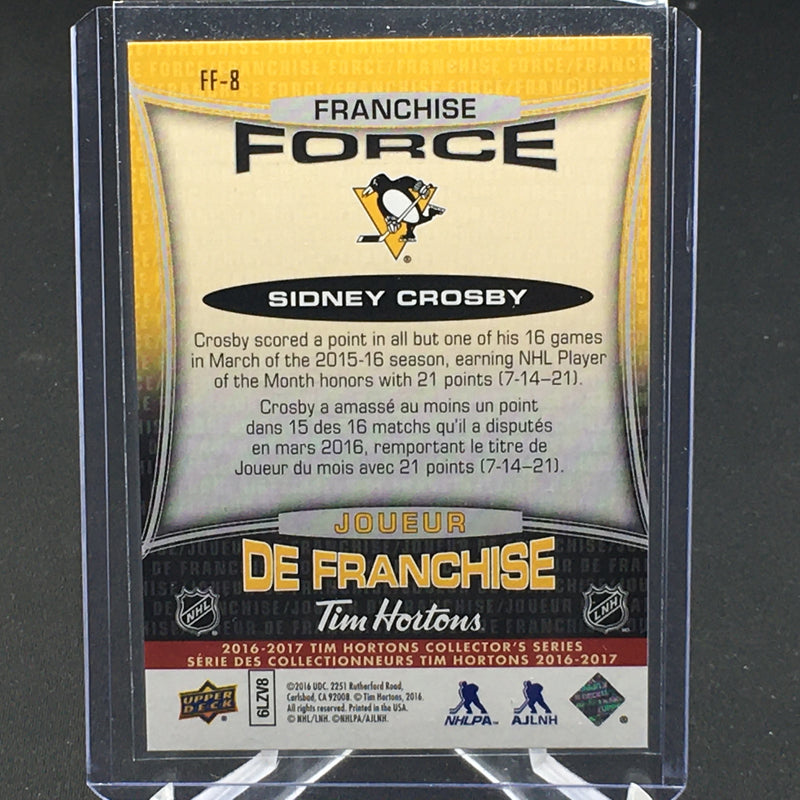 FF-8
FRANCHISE
FORCE
SIDNEY CROSBY
Crosby scored a point in all but one of his 16 games
in March of the 2015-16 season, earning NHL Player
of the Month honors with 21 points (7-14–21).
Crosby a amassé au moins un point
dans 15 des 16 matchs qu'il a disputés
en mars 2016, remportant le titre de
Joueur du mois avec 21 points (7-14–21).
JOUEUR
DE FRANCHISE
NHL
Tim Hortons
LNH
2016-2017 TIM HORTONS COLLECTOR'S SERIES
SÉRIE DES COLLECTIONNEURS TIM HORTONS 2016-2017
UPPER
DECK
6LZV8
©2016 UDC. 2251 Rutherford Road,
Carlsbad, CA 92008. © Tim Hortons, 2016.
All rights reserved. Printed in the USA.
© NHL/LNH. ©NHLPA/AJLNH.
NHLPA
AJLNH